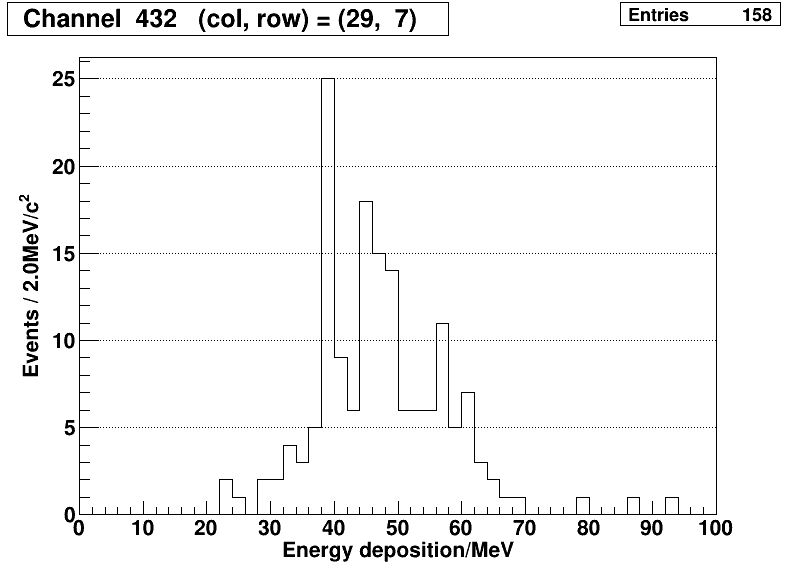 Channel 432 (col, row) = (29, 7)
Entries 158
Events / 2.0MeV/c²
25
20
15
10
5
0
0 10 20 30 40 50 60 70 80 90 100
Energy deposition/MeV